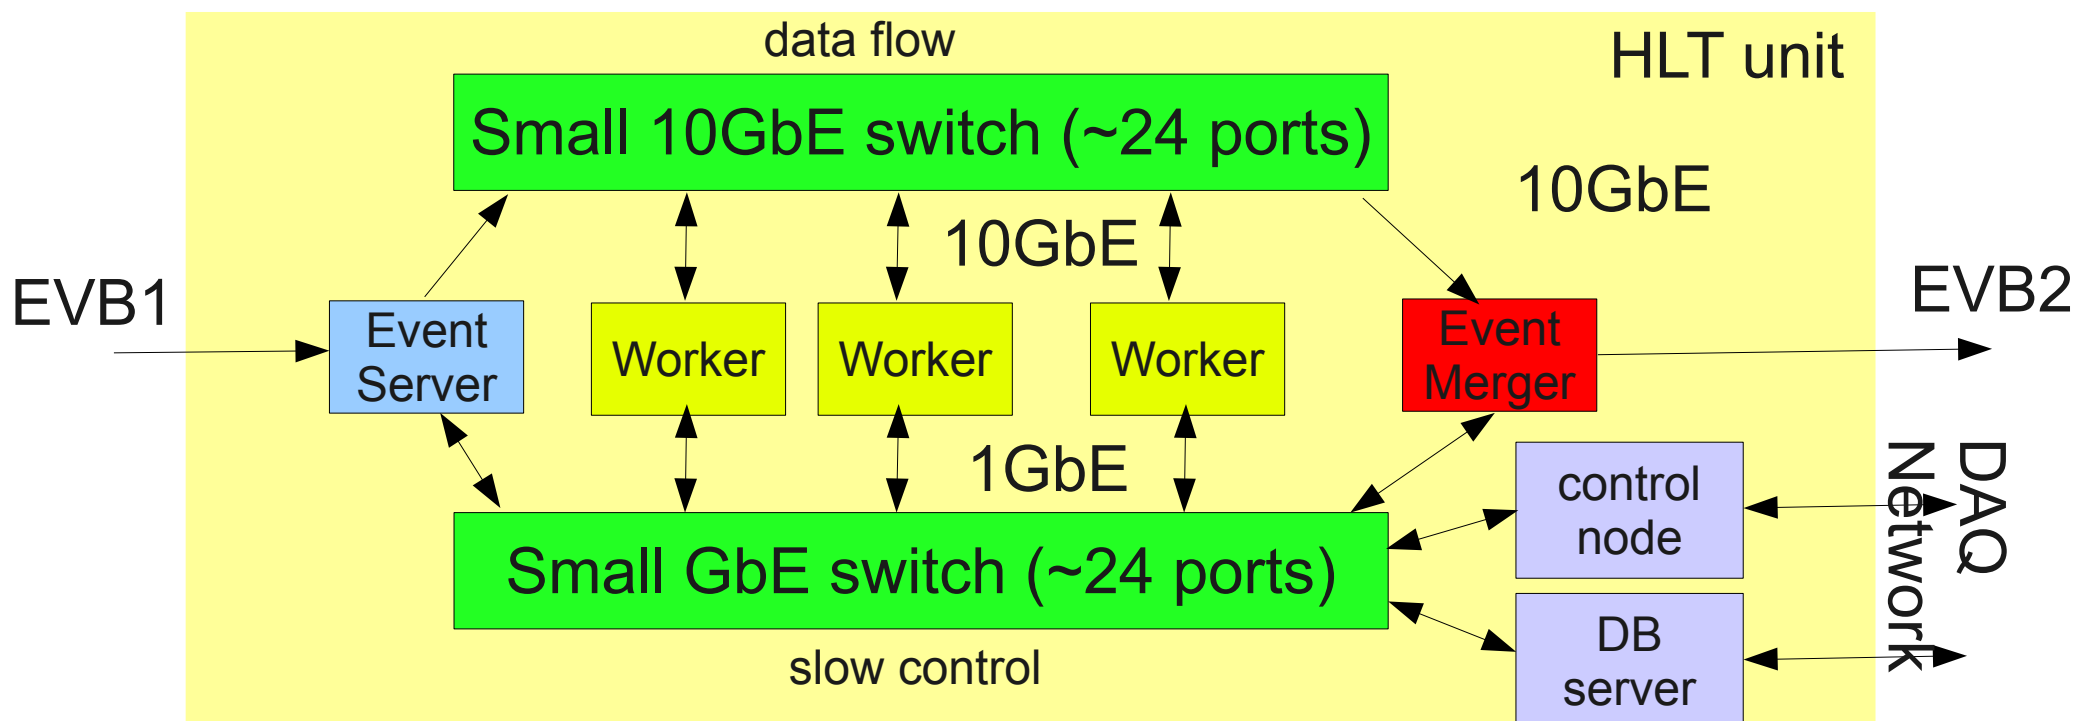 data flow
HLT unit
Small 10GbE switch (~24 ports)
10GbE
10GbE
EVB1
EVB2
Event
Server
Worker
Worker
Worker
Event
Merger
1GbE
DAQ
Network
control
node
Small GbE switch (~24 ports)
DB
server
slow control